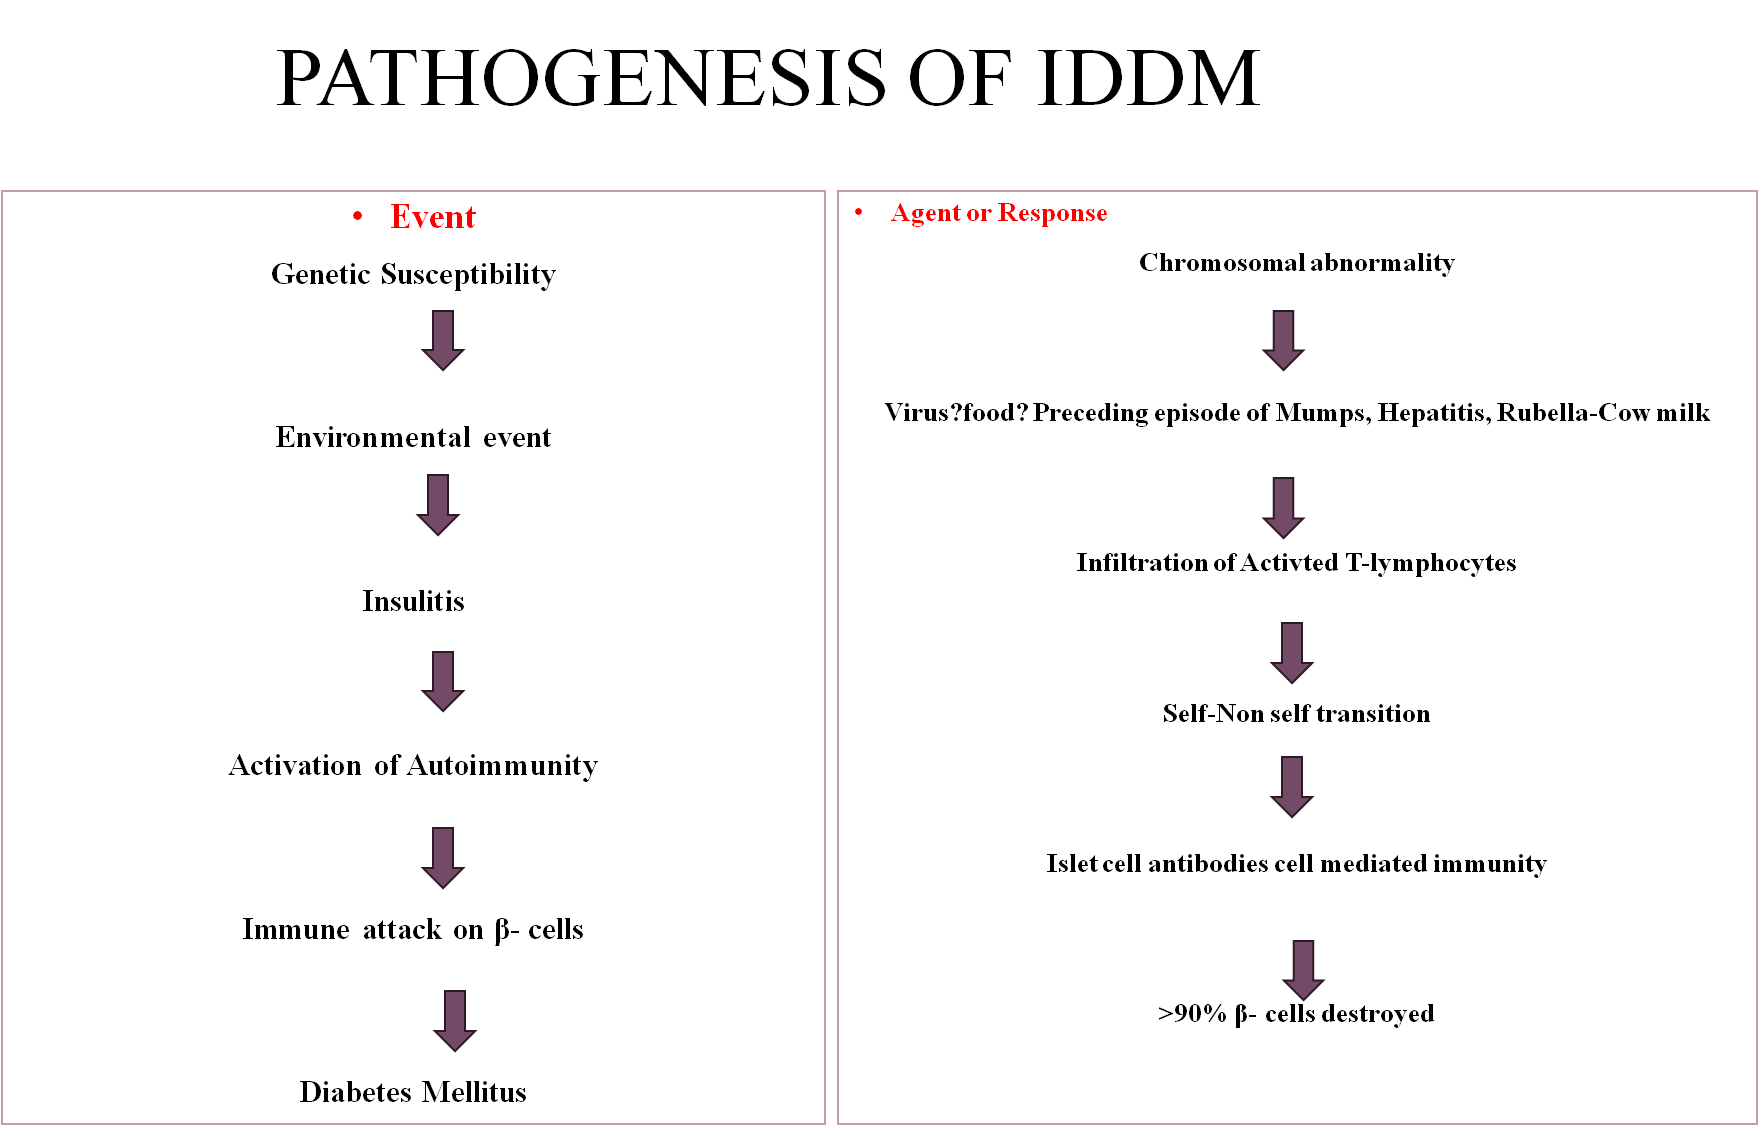 PATHOGENESIS OF IDDM
• Event
Genetic Susceptibility
Environmental event
Insulitis
Activation of Autoimmunity
Immune attack on β- cells
Diabetes Mellitus
• Agent or Response
Chromosomal abnormality
Virus?food? Preceding episode of Mumps, Hepatitis, Rubella-Cow milk
Infiltration of Activted T-lymphocytes
Self-Non self transition
Islet cell antibodies cell mediated immunity
>90% β- cells destroyed